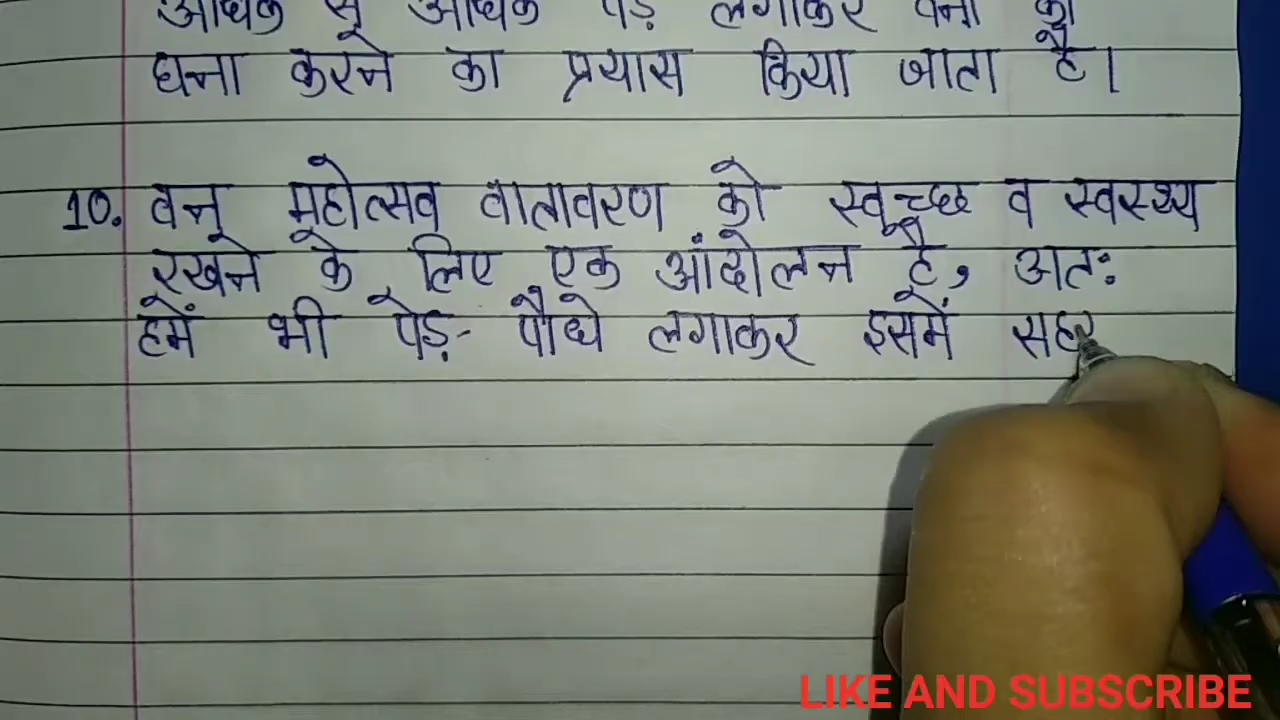 अधिक से अधिक पेड़ लगाकर वनों को
घना करने का प्रयास किया जाता है।
10. वन महोत्सव वातावरण को स्वच्छ व स्वस्थ्य
रखने के लिए एक आंदोलन है, अतः
हमें भी पेड़-पौधे लगाकर इसमें सह
LIKE AND SUBSCRIBE